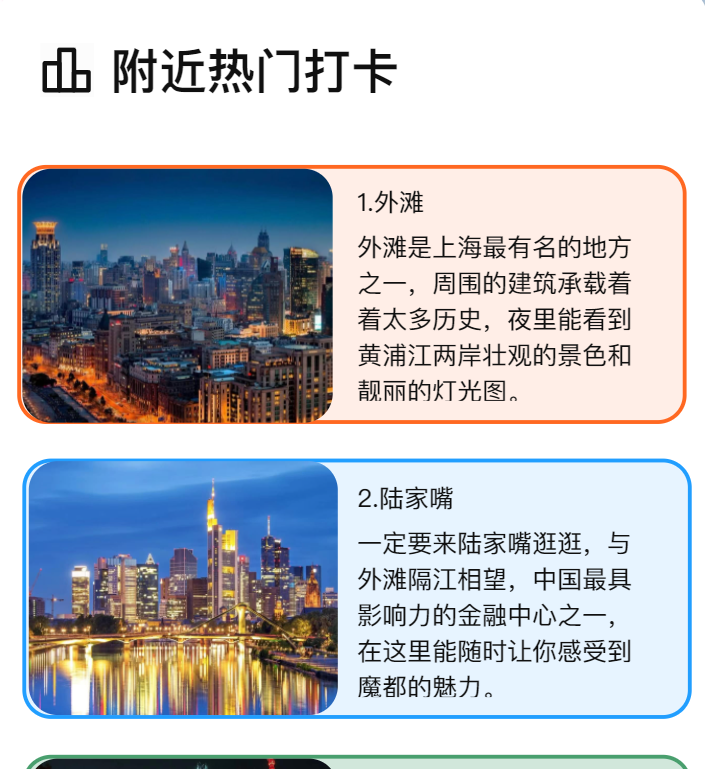 附近热门打卡
1.外滩
外滩是上海最有名的地方
之一，周围的建筑承载着
着太多历史，夜里能看到
黄浦江两岸壮观的景色和
靓丽的灯光图。
2.陆家嘴
一定要来陆家嘴逛逛，与
外滩隔江相望，中国最具
影响力的金融中心之一，
在这里能随时让你感受到
魔都的魅力。